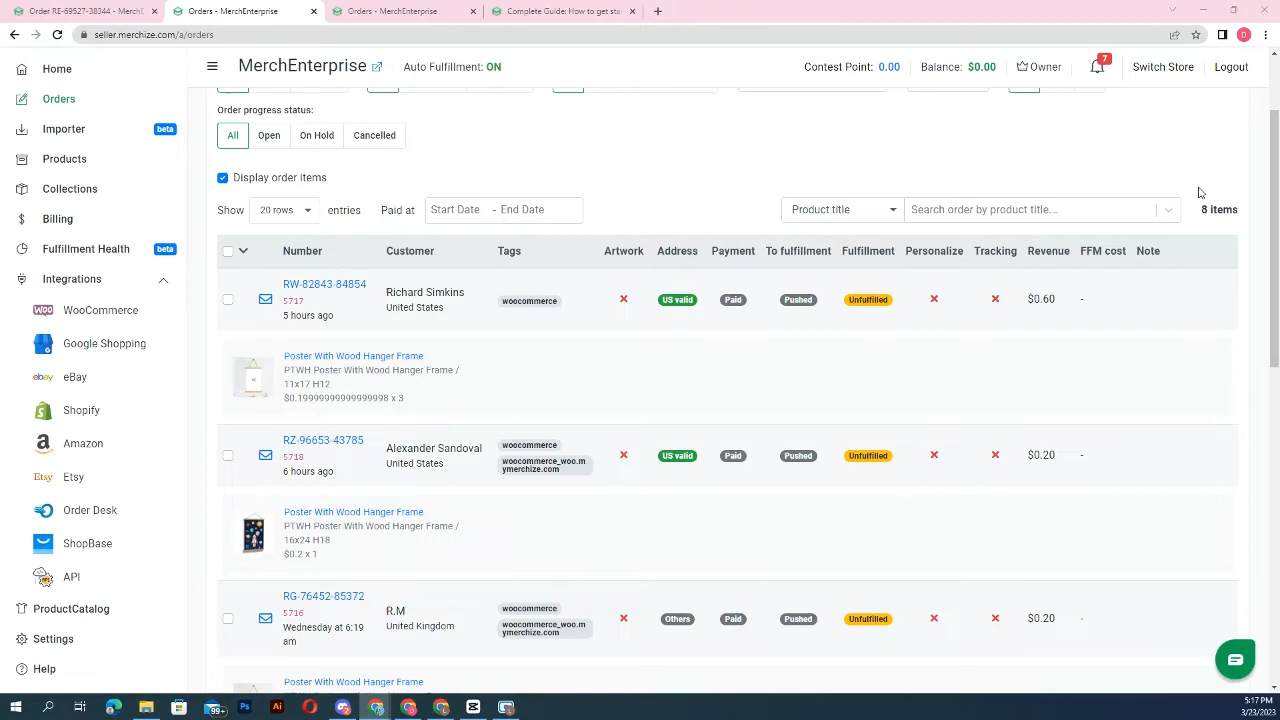 Order RE-69527-38344 - MerchE
Orders - MerchEnterprise
Orders - MerchEnterprise
Complete Guide: How to get sta
seller.merchize.com/a/orders
D
Home
Orders
Importer
beta
Products
Collections
Billing
Fulfillment Health
beta
Integrations
WOO
WooCommerce
Google Shopping
ebay
eBay
Shopify
Amazon
Etsy
Etsy
Order Desk
ShopBase
API
ProductCatalog
Settings
Help
MerchEnterprise
Auto Fulfillment: ON
Contest Point: 0.00
Balance: $0.00
Owner
7
Switch Store
Logout
Order progress status:
All
Open
On Hold
Cancelled
Display order items
Show
20 rows
entries
Paid at
Start Date - End Date
Product title
Search order by product title...
8 items
Number
Customer
Tags
Artwork
Address
Payment
To fulfillment
Fulfillment
Personalize
Tracking
Revenue
FFM cost
Note
RW-82843-84854
5717
5 hours ago
Richard Simkins
United States
woocommerce
US valid
Paid
Pushed
Unfulfilled
$0.60
-
Poster With Wood Hanger Frame
PTWH Poster With Wood Hanger Frame /
11x17 H12
$0.19999999999999998 x 3
RZ-96653-43785
5718
6 hours ago
Alexander Sandoval
United States
woocommerce
woocommerce_woo.m
ymerchize.com
US valid
Paid
Pushed
Unfulfilled
$0.20
-
Poster With Wood Hanger Frame
PTWH Poster With Wood Hanger Frame /
16x24 H18
$0.2 x 1
RG-76452-85372
5716
Wednesday at 6:19
am
R.M
United Kingdom
woocommerce
woocommerce_woo.m
ymerchize.com
Others
Paid
Pushed
Unfulfilled
$0.20
-
Poster With Wood Hanger Frame
99+
Ps
Ai
5:17 PM
3/23/2023